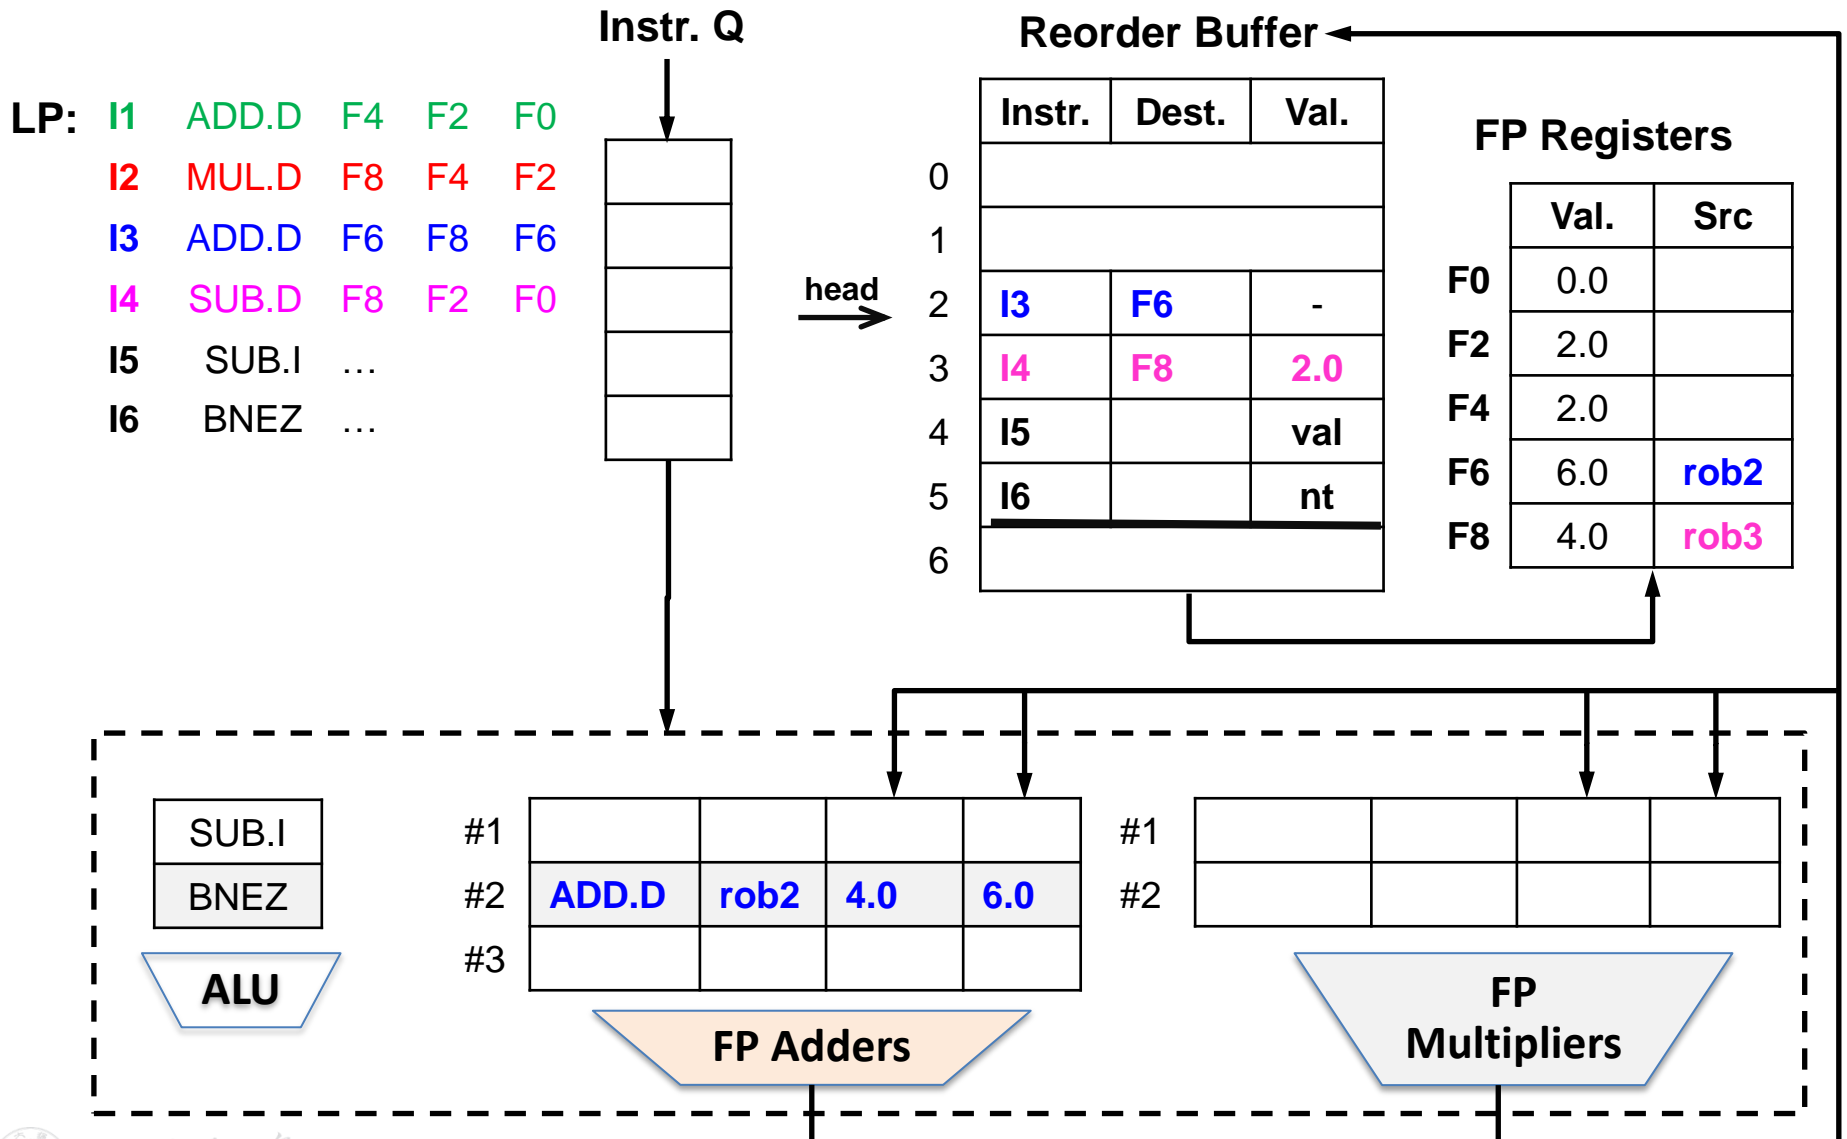 Instr. Q
Reorder Buffer
LP: I1 ADD.D F4 F2 F0
I2 MUL.D F8 F4 F2
I3 ADD.D F6 F8 F6
I4 SUB.D F8 F2 F0
I5 SUB.I …
I6 BNEZ …
head
Instr. Dest. Val.
0
1
2 I3 F6 -
3 I4 F8 2.0
4 I5 val
5 I6 nt
6
FP Registers
Val. Src
F0 0.0
F2 2.0
F4 2.0
F6 6.0 rob2
F8 4.0 rob3
SUB.I
BNEZ
ALU
#1
#2 ADD.D rob2 4.0 6.0
#3
FP Adders
#1
#2
FP
Multipliers